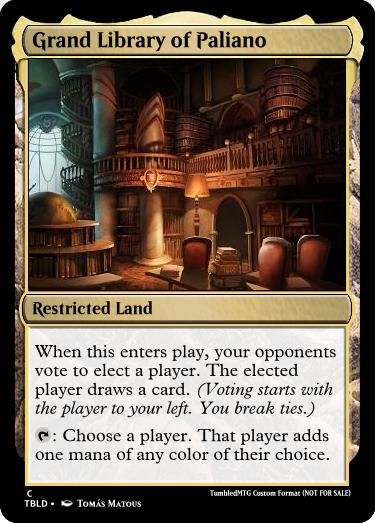 Grand Library of Paliano
Restricted Land
When this enters play, your opponents
vote to elect a player. The elected
player draws a card. (Voting starts with
the player to your left. You break ties.)
: Choose a player. That player adds
one mana of any color of their choice.
C
TBLD • Tomás Matous
TumbledMTG Custom Format (NOT FOR SALE)